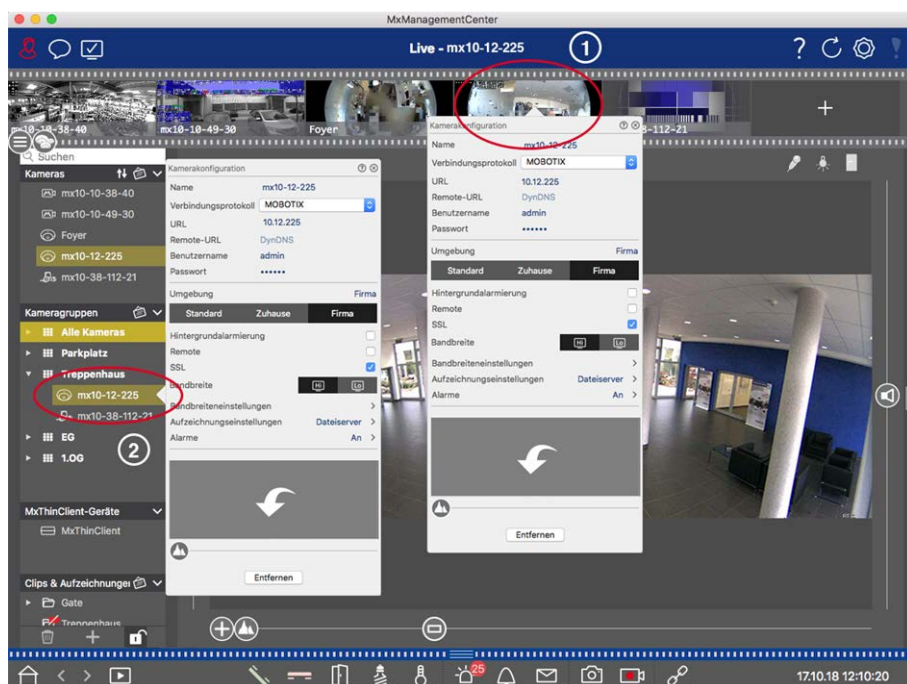 MxManagementCenter
Live - mx10-12-225
1
?
mx10-10-38-40
mx10-10-49-30
Foyer
8-112-21
+
Suchen
Kameras
mx10-10-38-40
mx10-10-49-30
Foyer
mx10-12-225
mx10-38-112-21
Kameragruppen
Alle Kameras
Parkplatz
Treppenhaus
mx10-12-225
mx10-38-112-21
EG
1.OG
2
MxThinClient-Geräte
MxThinClient
Clips & Aufzeichnungen
Gate
Treppenhaus
Kamerakonfiguration
Name mx10-12-225
Verbindungsprotokoll MOBOTIX
URL 10.12.225
Remote-URL DynDNS
Benutzername admin
Passwort ••••••
Umgebung Firma
Standard Zuhause Firma
Hintergrundalarmierung
Remote
SSL
Bandbreite Hi Lo
Bandbreiteneinstellungen >
Aufzeichnungseinstellungen Dateiserver >
Alarme An >
Entfernen
Kamerakonfiguration
Name mx10-12-225
Verbindungsprotokoll MOBOTIX
URL 10.12.225
Remote-URL DynDNS
Benutzername admin
Passwort ••••••
Umgebung Firma
Standard Zuhause Firma
Hintergrundalarmierung
Remote
SSL
Bandbreite Hi Lo
Bandbreiteneinstellungen >
Aufzeichnungseinstellungen Dateiserver >
Alarme An >
Entfernen
25
17.10.18 12:10:20